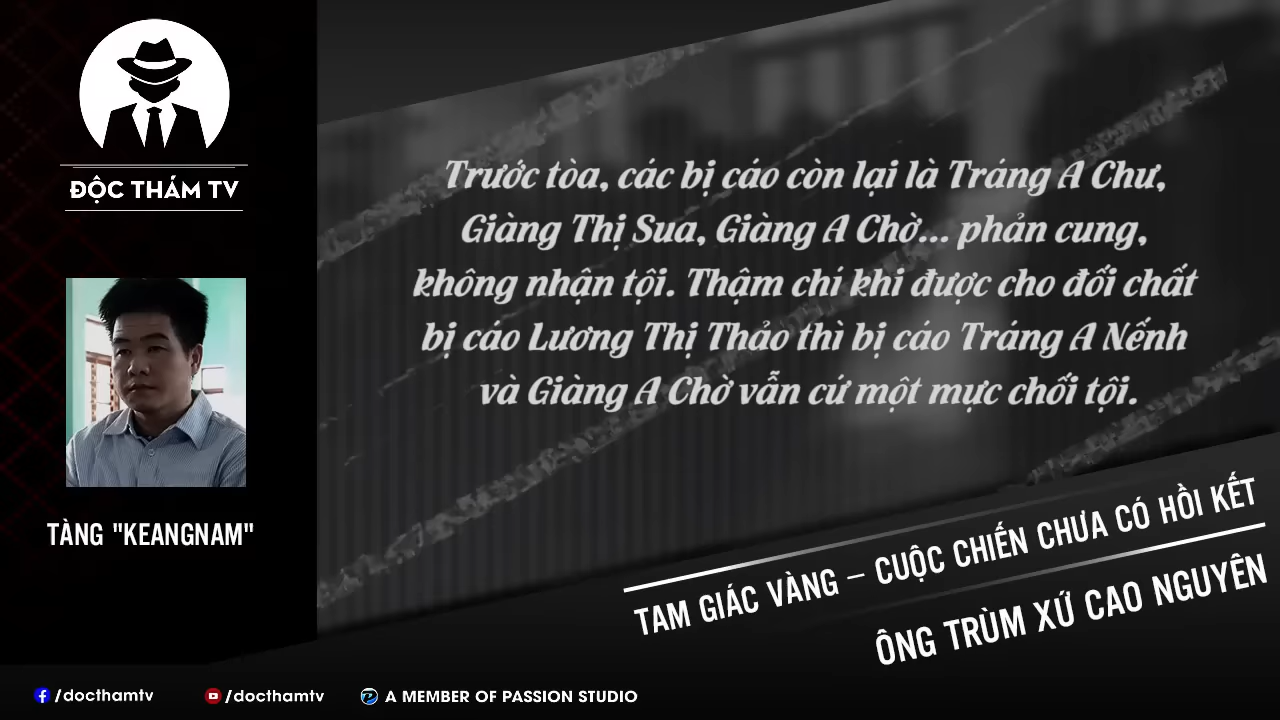 ĐỘC THÁM TV
TÀNG "KEANGNAM"
Trước tòa, các bị cáo còn lại là Tráng A Chư,
Giàng Thị Sua, Giàng A Chờ... phản cung,
không nhận tội. Thậm chí khi được cho đối chất
bị cáo Lương Thị Thảo thì bị cáo Tráng A Nếnh
và Giàng A Chờ vẫn cứ một mực chối tội.
TAM GIÁC VÀNG – CUỘC CHIẾN CHƯA CÓ HỒI KẾT
ÔNG TRÙM XỨ CAO NGUYÊN
/docthamtv
/docthamtv
A MEMBER OF PASSION STUDIO